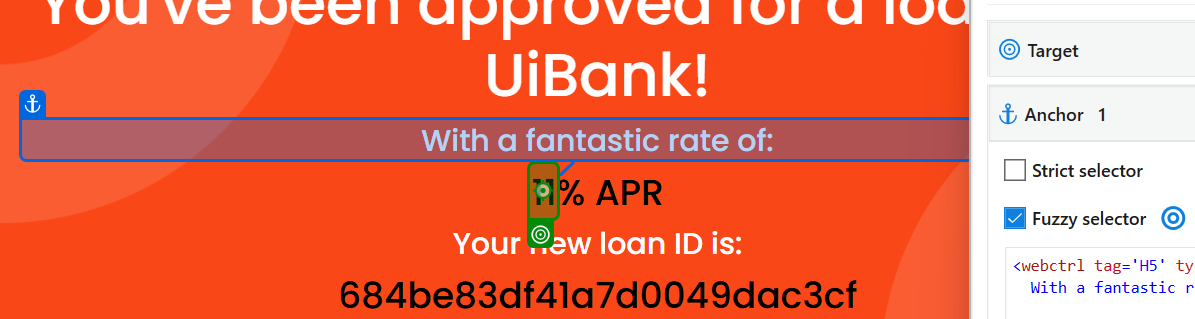 You've been approved for a loa
UiBank!
With a fantastic rate of:
11% APR
Your new loan ID is:
684be83df41a7d0049dac3cf
Target
Anchor 1
Strict selector
Fuzzy selector
<webctrl tag='H5' ty
With a fantastic r